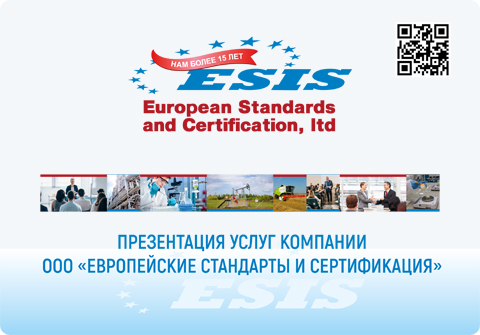 НАМ БОЛЕЕ 15 ЛЕТ
ESIS
European Standards
and Certification, ltd
ПРЕЗЕНТАЦИЯ УСЛУГ КОМПАНИИ
ООО «ЕВРОПЕЙСКИЕ СТАНДАРТЫ И СЕРТИФИКАЦИЯ»
ESIS